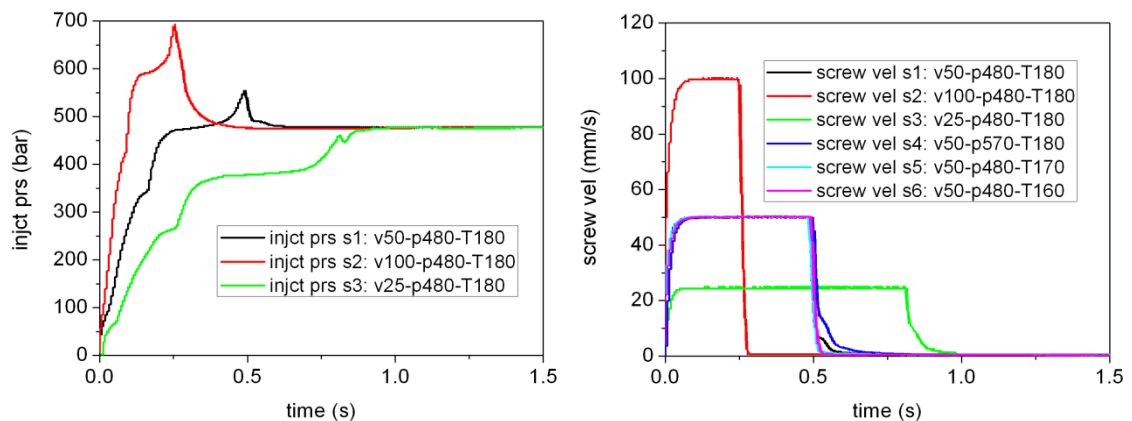 700
600
500
400
300
200
100
0
injct prs (bar)
injct prs s1: v50-p480-T180
injct prs s2: v100-p480-T180
injct prs s3: v25-p480-T180
0.0
0.5
1.0
1.5
time (s)
120
100
80
60
40
20
0
screw vel (mm/s)
screw vel s1: v50-p480-T180
screw vel s2: v100-p480-T180
screw vel s3: v25-p480-T180
screw vel s4: v50-p570-T180
screw vel s5: v50-p480-T170
screw vel s6: v50-p480-T160
0.0
0.5
1.0
1.5
time (s)